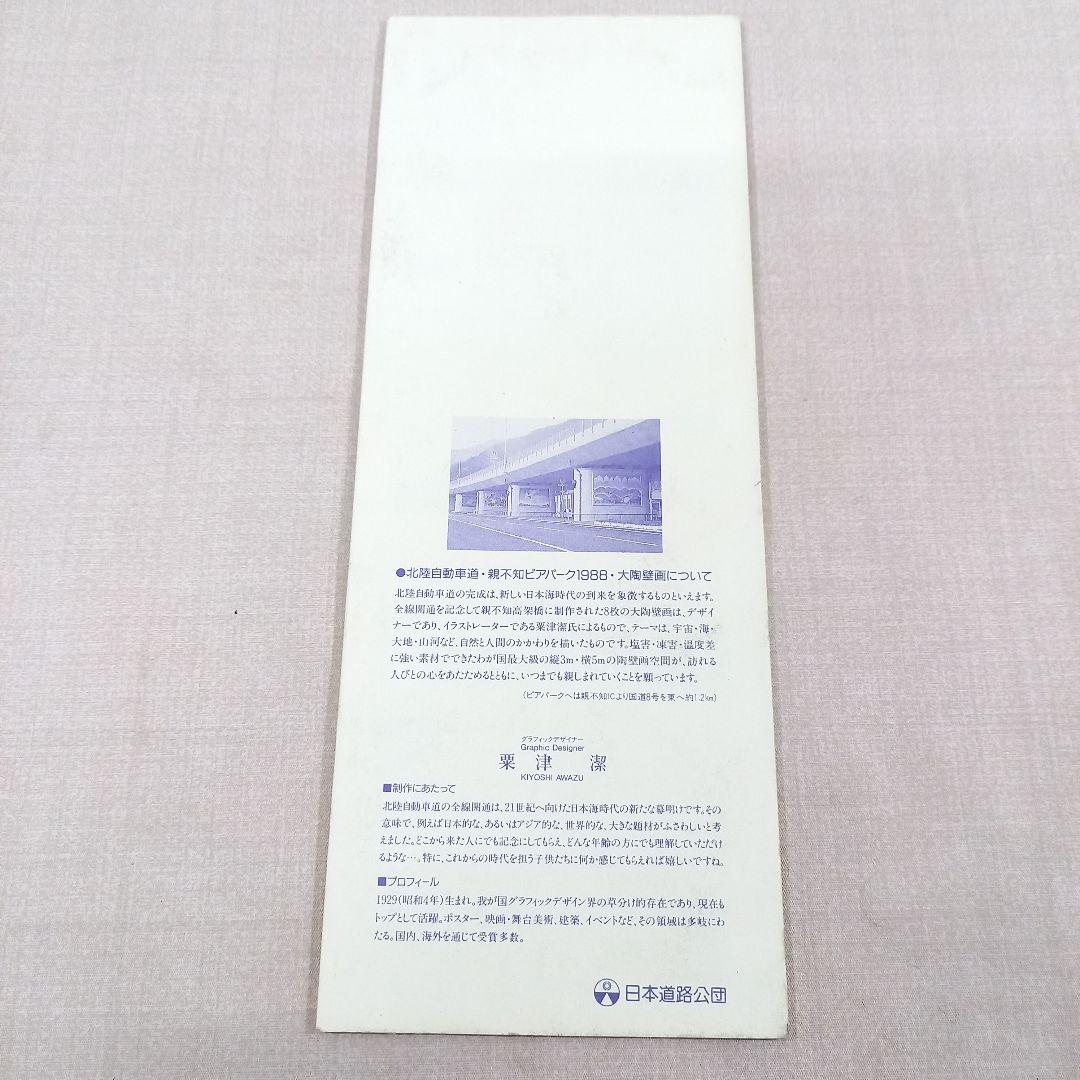 ●北陸自動車道・親不知ピアパーク1988・大陶壁画について
北陸自動車道の完成は、新しい日本海時代の到来を象徴するものといえます。
全線開通を記念して親不知高架橋に制作された8枚の大陶壁画は、デザイ
ナーであり、イラストレーターである粟津潔氏によるもので、テーマは、宇宙・海・
大地・山河など、自然と人間のかかわりを描いたものです。塩害・凍害・温度差
に強い素材でできたわが国最大級の縦3m・横5mの陶壁画空間が、訪れる
人びとの心をあたためるとともに、いつまでも親しまれていくことを願っています。
(ピアパークへは親不知ICより国道8号を東へ約1.2km)
グラフィックデザイナー
Graphic Designer
粟津 潔
KIYOSHI AWAZU
■制作にあたって
北陸自動車道の全線開通は、21世紀へ向けた日本海時代の新たな幕明けです。その
意味で、例えば日本的な、あるいはアジア的な、世界的な、大きな題材がふさわしいと考
えました。どこから来た人にでも記念にしてもらえ、どんな年齢の方にでも理解していただけ
るような…。特に、これからの時代を担う子供たちに何か感じてもらえれば嬉しいですね。
■プロフィール
1929(昭和4年)生まれ。我が国グラフィックデザイン界の草分け的存在であり、現在も
トップとして活躍。ポスター、映画・舞台美術、建築、イベントなど、その領域は多岐にわ
たる。国内、海外を通じて受賞多数。
日本道路公団